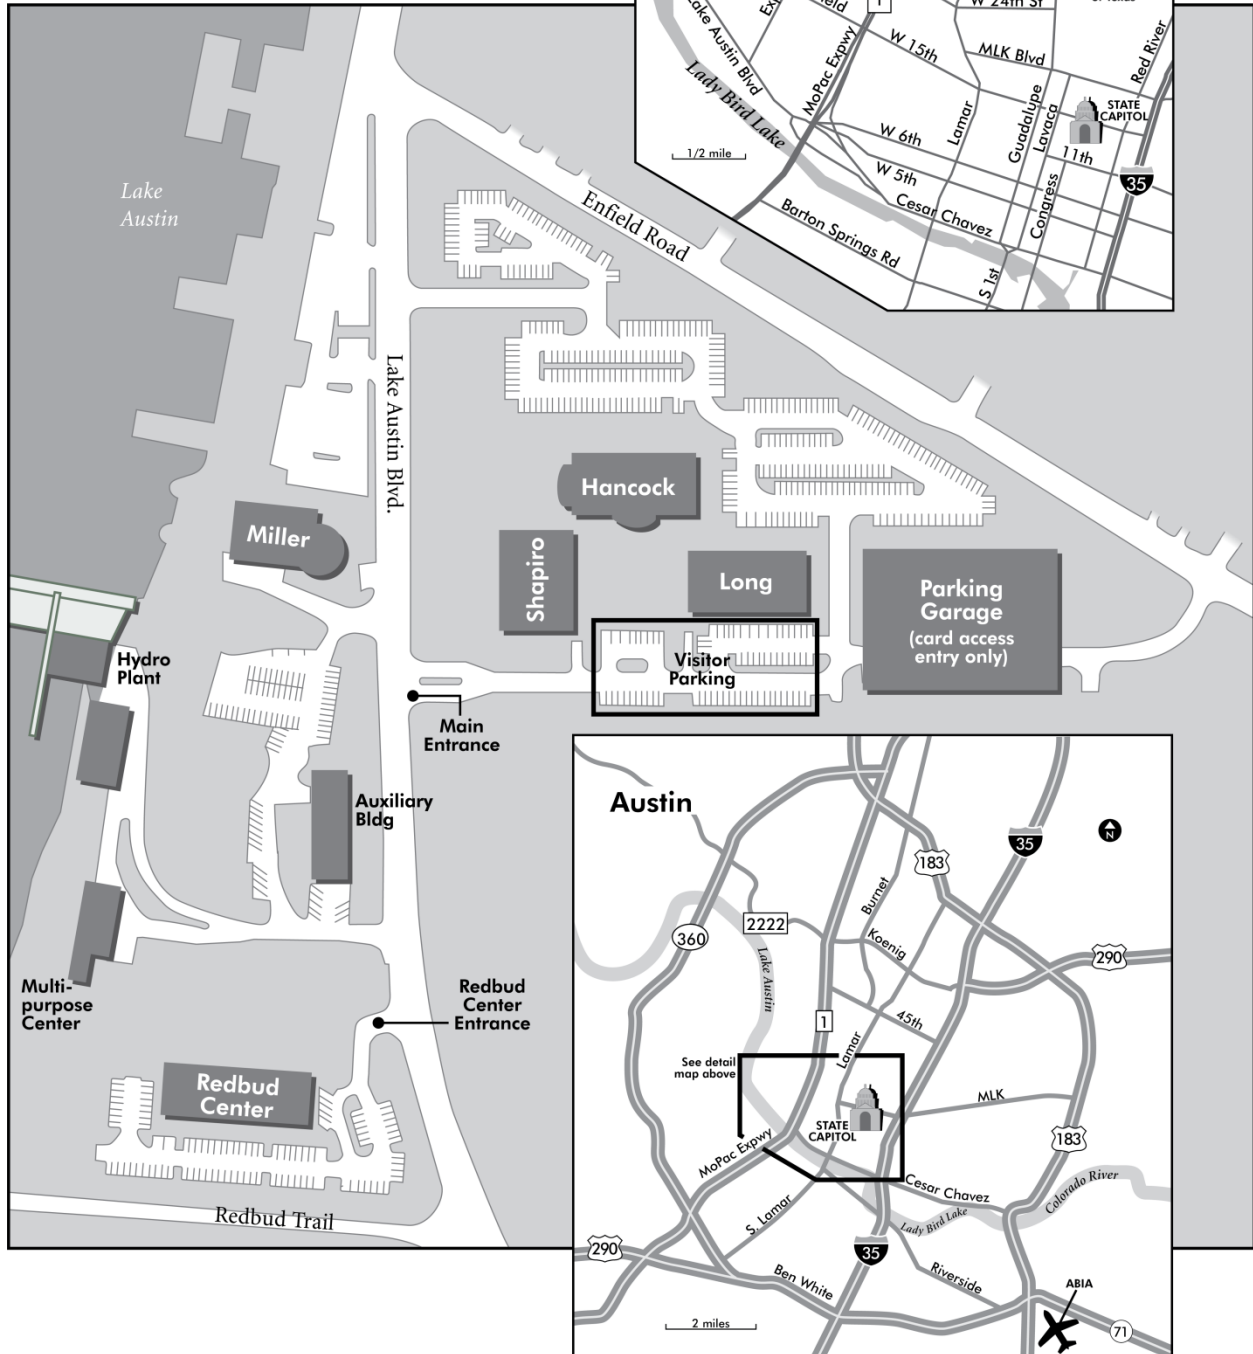 1
W 24th St
Lake Austin Blvd
MoPac Expwy
W 15th
MLK Blvd
Red River
Lady Bird Lake
Lamar
Guadalupe
Lavaca
STATE
CAPITOL
1/2 mile
W 6th
11th
W 5th
35
Cesar Chavez
Congress
Barton Springs Rd
S 1st
Lake
Austin
Enfield Road
Lake Austin Blvd.
Hancock
Miller
Shapiro
Long
Parking
Garage
(card access
entry only)
Visitor
Parking
Hydro
Plant
Main
Entrance
Auxiliary
Bldg
Multi-
purpose
Center
Redbud
Center
Entrance
Redbud
Center
Redbud Trail
Austin
N
35
183
Burnet
2222
360
Koenig
290
Lake Austin
1
45th
Lamar
See detail
map above
MLK
STATE
CAPITOL
183
MoPac Expwy
Cesar Chavez
Colorado River
S. Lamar
Lady Bird Lake
290
35
Riverside
Ben White
ABIA
2 miles
71